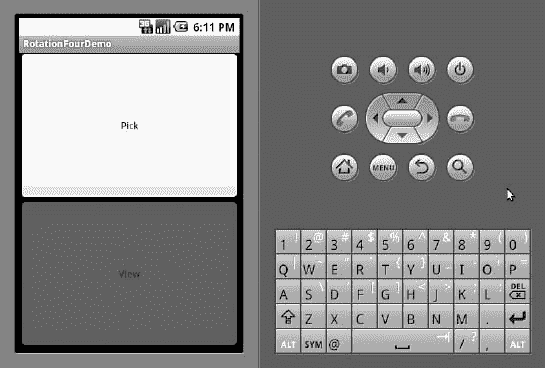 3G
6:11 PM
RotationFourDemo
Pick
View
MENU
1 ! 2 @ 3 # 4 $ 5 % 6 ^ 7 & 8 * 9 ( 0 )
Q W ~ E " R ` T { Y } U _ I - O + P =
A S \ D ' F [ G ] H < J > K ; L : DEL
Z X C V B N M .
ALT SYM @ / ? , ALT